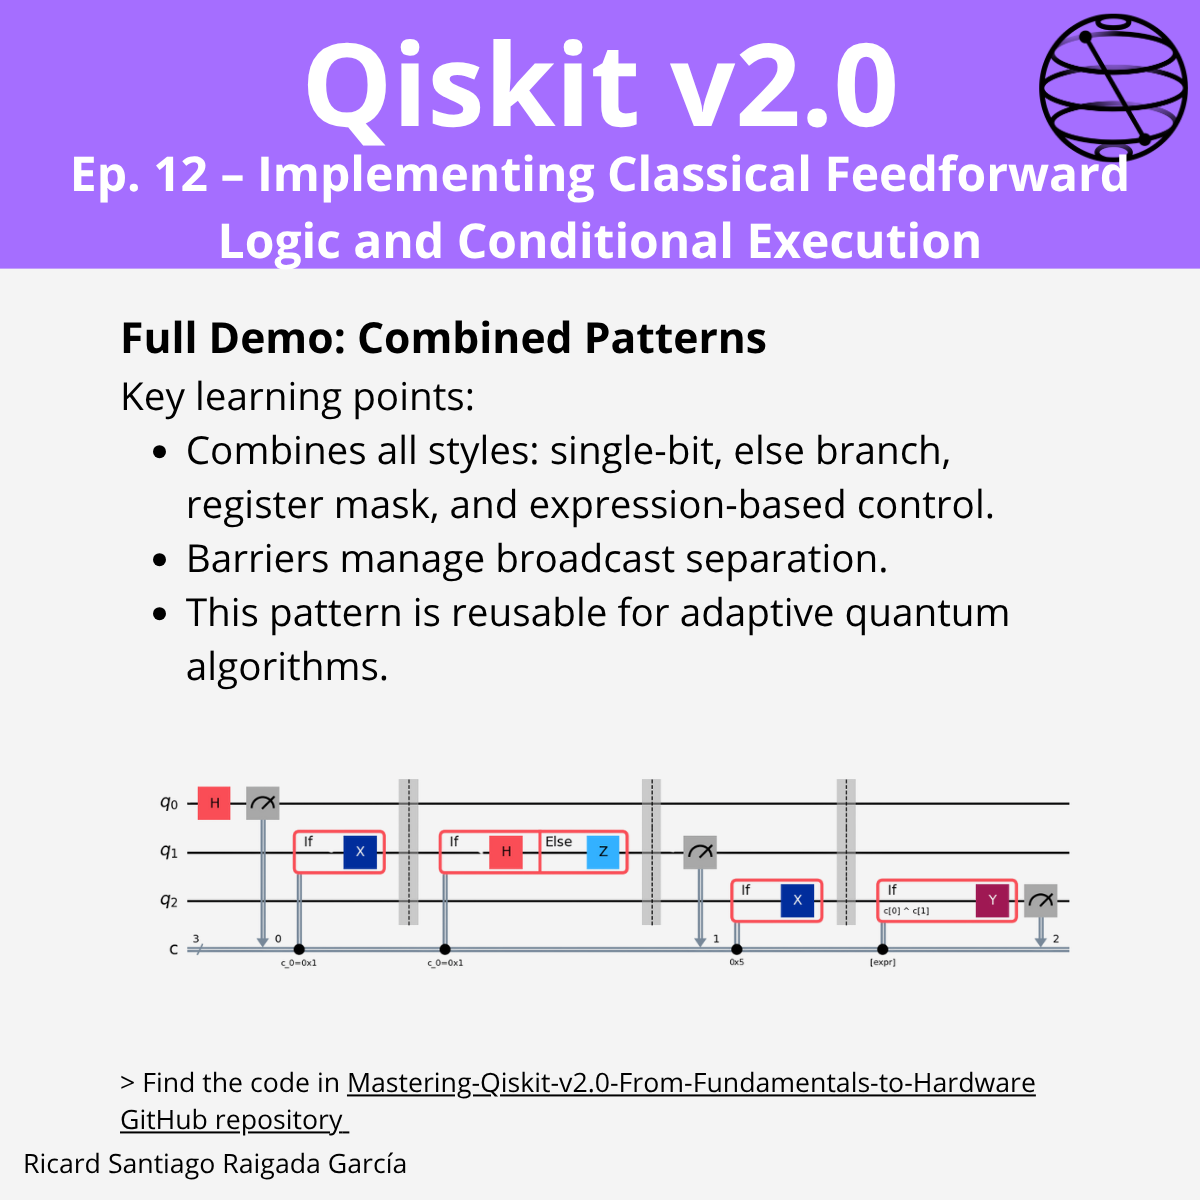 Qiskit v2.0
Ep. 12 – Implementing Classical Feedforward
Logic and Conditional Execution
Full Demo: Combined Patterns
Key learning points:
• Combines all styles: single-bit, else branch,
register mask, and expression-based control.
• Barriers manage broadcast separation.
• This pattern is reusable for adaptive quantum
algorithms.
q₀ H
q₁ If X If H Else Z
q₂ If X If c[0] ^ c[1] Y
c 3 0 1 2
c_0=0x1 c_0=0x1 0x5 [expr]
> Find the code in Mastering-Qiskit-v2.0-From-Fundamentals-to-Hardware
GitHub repository
Ricard Santiago Raigada García